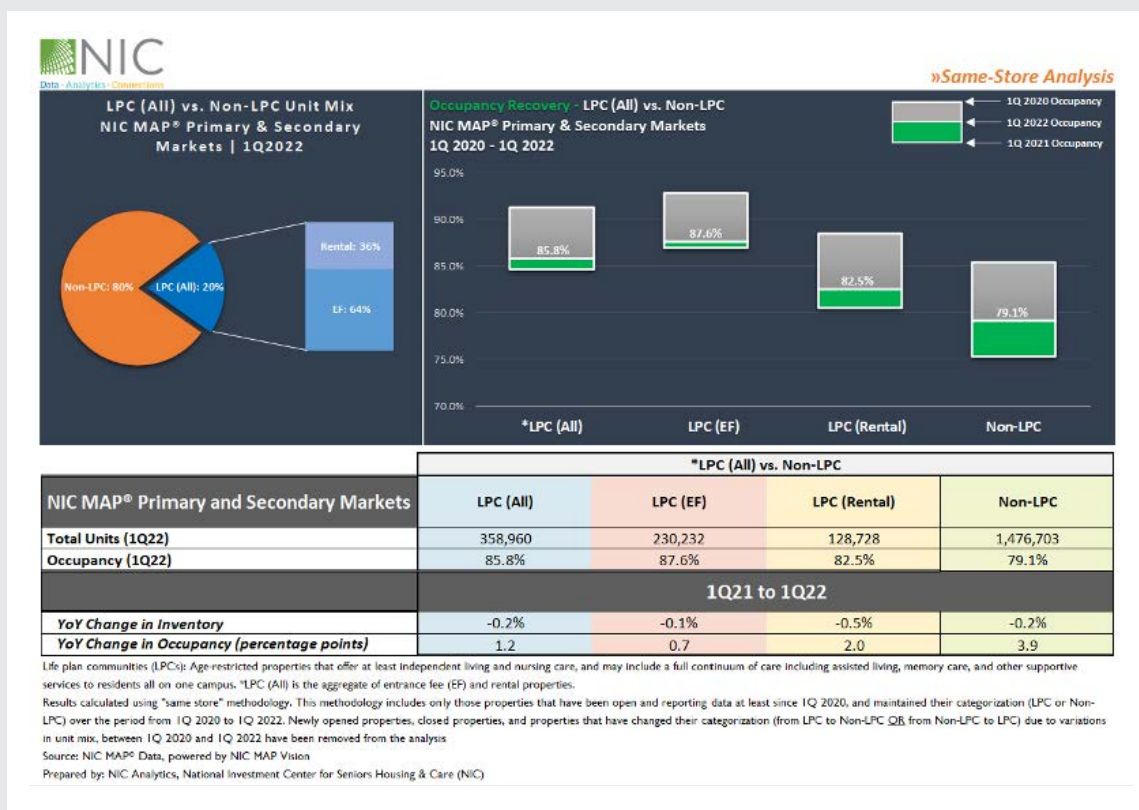 NIC
Data - Analytics - Connections
»Same-Store Analysis
LPC (All) vs. Non-LPC Unit Mix
NIC MAP® Primary & Secondary
Markets | 1Q2022
Non-LPC: 80%
LPC (All): 20%
Rental: 36%
EF: 64%
Occupancy Recovery - LPC (All) vs. Non-LPC
NIC MAP® Primary & Secondary Markets
1Q 2020 - 1Q 2022
1Q 2020 Occupancy
1Q 2022 Occupancy
1Q 2021 Occupancy
95.0%
90.0%
85.0%
80.0%
75.0%
70.0%
85.8%
87.6%
82.5%
79.1%
*LPC (All)
LPC (EF)
LPC (Rental)
Non-LPC
*LPC (All) vs. Non-LPC
NIC MAP® Primary and Secondary Markets LPC (All) LPC (EF) LPC (Rental) Non-LPC
Total Units (1Q22) 358,960 230,232 128,728 1,476,703
Occupancy (1Q22) 85.8% 87.6% 82.5% 79.1%
1Q21 to 1Q22
YoY Change in Inventory -0.2% -0.1% -0.5% -0.2%
YoY Change in Occupancy (percentage points) 1.2 0.7 2.0 3.9
Life plan communities (LPCs): Age-restricted properties that offer at least independent living and nursing care, and may include a full continuum of care including assisted living, memory care, and other supportive
services to residents all on one campus. *LPC (All) is the aggregate of entrance fee (EF) and rental properties.
Results calculated using "same store" methodology. This methodology includes only those properties that have been open and reporting data at least since 1Q 2020, and maintained their categorization (LPC or Non-
LPC) over the period from 1Q 2020 to 1Q 2022. Newly opened properties, closed properties, and properties that have changed their categorization (from LPC to Non-LPC OR from Non-LPC to LPC) due to variations
in unit mix, between 1Q 2020 and 1Q 2022 have been removed from the analysis
Source: NIC MAP® Data, powered by NIC MAP Vision
Prepared by: NIC Analytics, National Investment Center for Seniors Housing & Care (NIC)